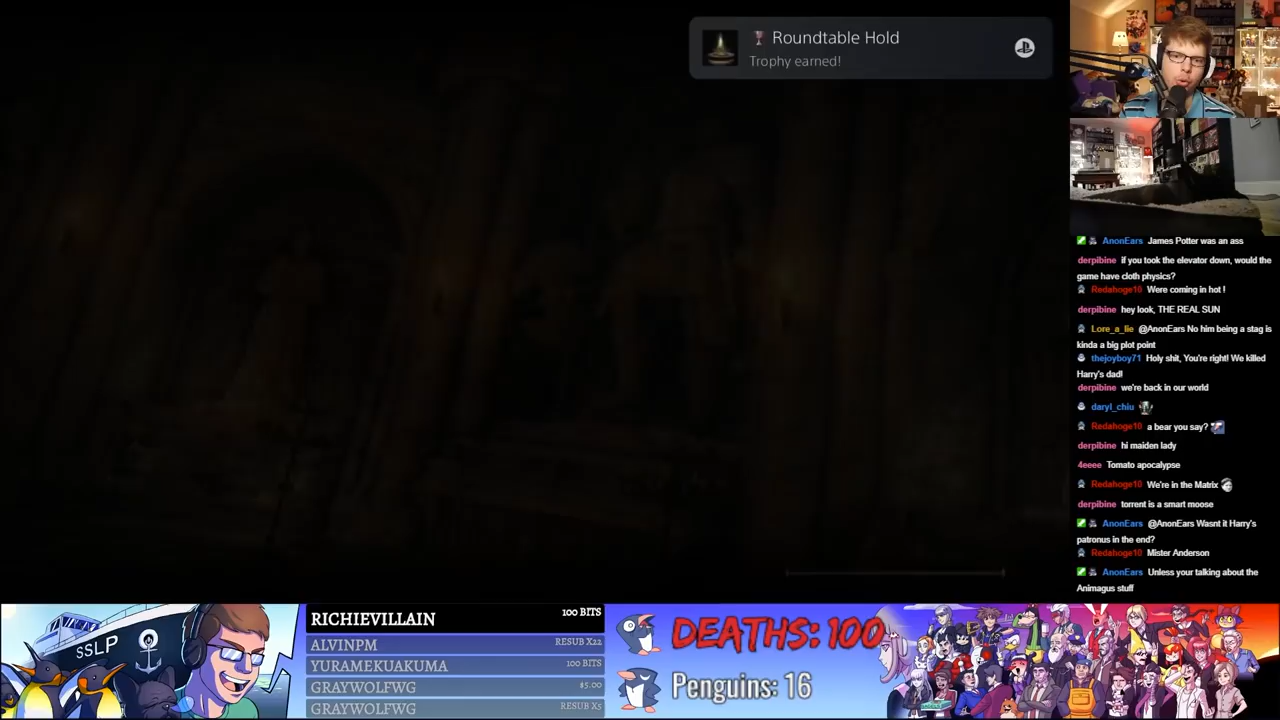 Roundtable Hold
Trophy earned!
AnonEars James Potter was an ass
derpibine if you took the elevator down, would the
game have cloth physics?
Redahoge10 Were coming in hot !
derpibine hey look, THE REAL SUN
Lore_a_lie @AnonEars No him being a stag is
kinda a big plot point
thejoyboy71 Holy shit, You're right! We killed
Harry's dad!
derpibine we're back in our world
daryl_chiu
Redahoge10 a bear you say?
derpibine hi maiden lady
4eeee Tomato apocalypse
Redahoge10 We're in the Matrix
derpibine torrent is a smart moose
AnonEars @AnonEars Wasnt it Harry's
patronus in the end?
Redahoge10 Mister Anderson
AnonEars Unless your talking about the
Animagus stuff
SSLP
RICHIEVILLAIN 100 BITS
ALVINPM RESUB X22
YURAMEKUAKUMA 100 BITS
GRAYWOLFWG $5.00
GRAYWOLFWG RESUB X5
DEATHS: 100
Penguins: 16